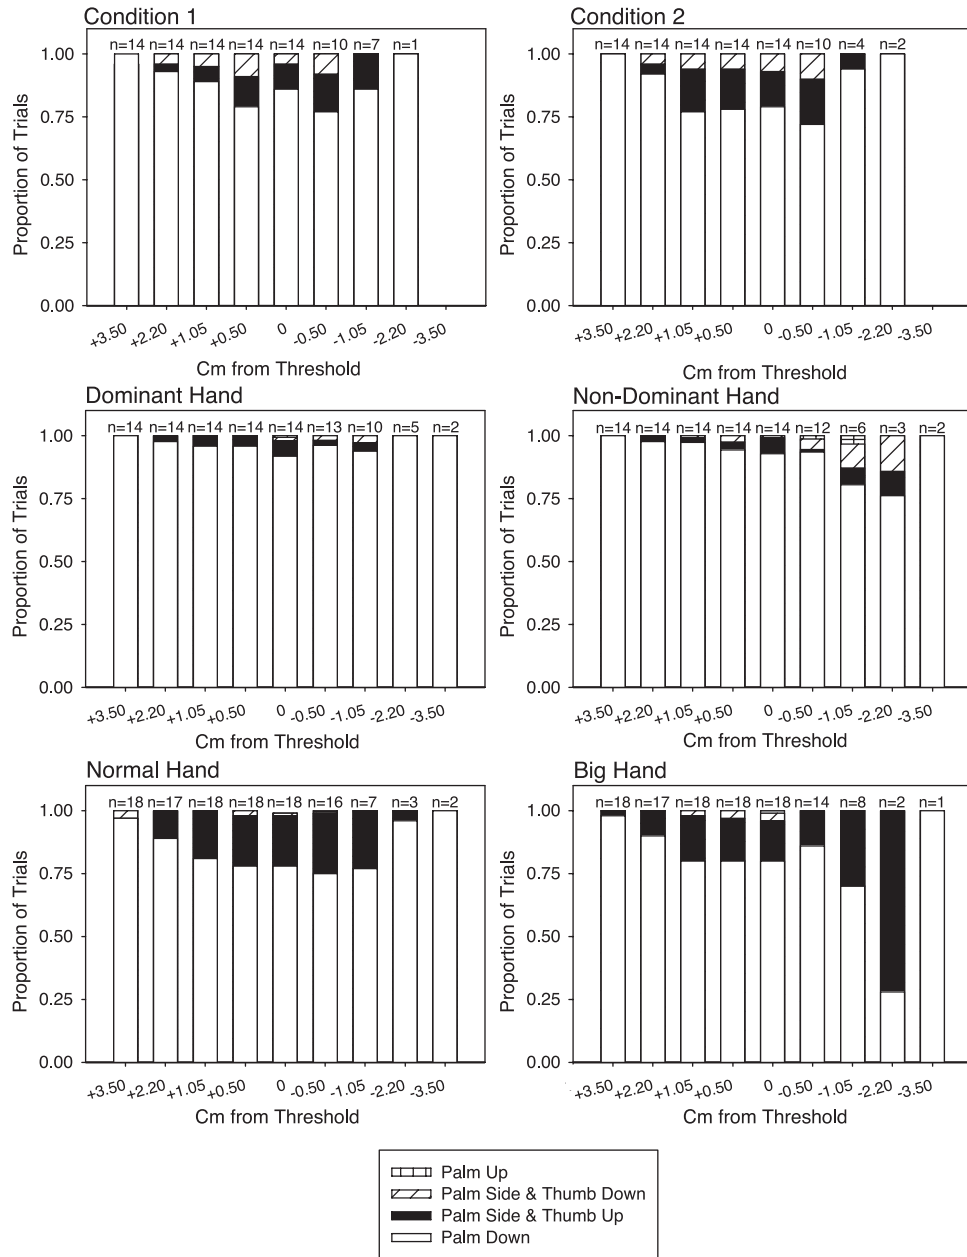 Condition 1
n=14 n=14 n=14 n=14 n=14 n=10 n=7 n=1
1.00
0.75
0.50
0.25
0.00
Proportion of Trials
+3.50 +2.20 +1.05 +0.50 0 -0.50 -1.05 -2.20 -3.50
Cm from Threshold
Condition 2
n=14 n=14 n=14 n=14 n=14 n=10 n=4 n=2
1.00
0.75
0.50
0.25
0.00
Proportion of Trials
+3.50 +2.20 +1.05 +0.50 0 -0.50 -1.05 -2.20 -3.50
Cm from Threshold
Dominant Hand
n=14 n=14 n=14 n=14 n=14 n=13 n=10 n=5 n=2
1.00
0.75
0.50
0.25
0.00
Proportion of Trials
+3.50 +2.20 +1.05 +0.50 0 -0.50 -1.05 -2.20 -3.50
Cm from Threshold
Non-Dominant Hand
n=14 n=14 n=14 n=14 n=14 n=12 n=6 n=3 n=2
1.00
0.75
0.50
0.25
0.00
Proportion of Trials
+3.50 +2.20 +1.05 +0.50 0 -0.50 -1.05 -2.20 -3.50
Cm from Threshold
Normal Hand
n=18 n=17 n=18 n=18 n=18 n=16 n=7 n=3 n=2
1.00
0.75
0.50
0.25
0.00
Proportion of Trials
+3.50 +2.20 +1.05 +0.50 0 -0.50 -1.05 -2.20 -3.50
Cm from Threshold
Big Hand
n=18 n=17 n=18 n=18 n=18 n=14 n=8 n=2 n=1
1.00
0.75
0.50
0.25
0.00
Proportion of Trials
+3.50 +2.20 +1.05 +0.50 0 -0.50 -1.05 -2.20 -3.50
Cm from Threshold
Palm Up
Palm Side & Thumb Down
Palm Side & Thumb Up
Palm Down